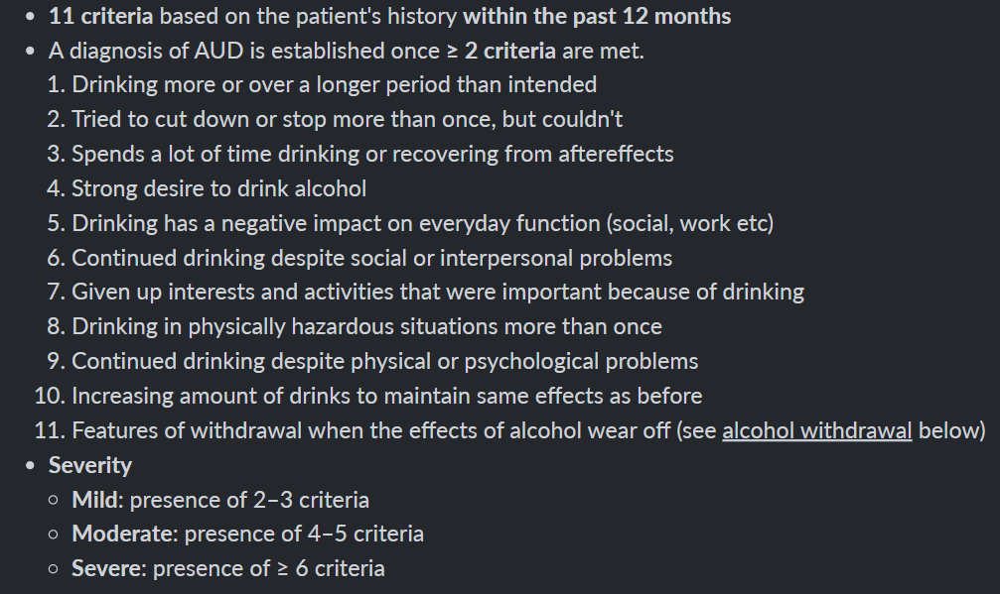 • 11 criteria based on the patient's history within the past 12 months
• A diagnosis of AUD is established once ≥ 2 criteria are met.
1. Drinking more or over a longer period than intended
2. Tried to cut down or stop more than once, but couldn't
3. Spends a lot of time drinking or recovering from aftereffects
4. Strong desire to drink alcohol
5. Drinking has a negative impact on everyday function (social, work etc)
6. Continued drinking despite social or interpersonal problems
7. Given up interests and activities that were important because of drinking
8. Drinking in physically hazardous situations more than once
9. Continued drinking despite physical or psychological problems
10. Increasing amount of drinks to maintain same effects as before
11. Features of withdrawal when the effects of alcohol wear off (see alcohol withdrawal below)
• Severity
○ Mild: presence of 2–3 criteria
○ Moderate: presence of 4–5 criteria
○ Severe: presence of ≥ 6 criteria